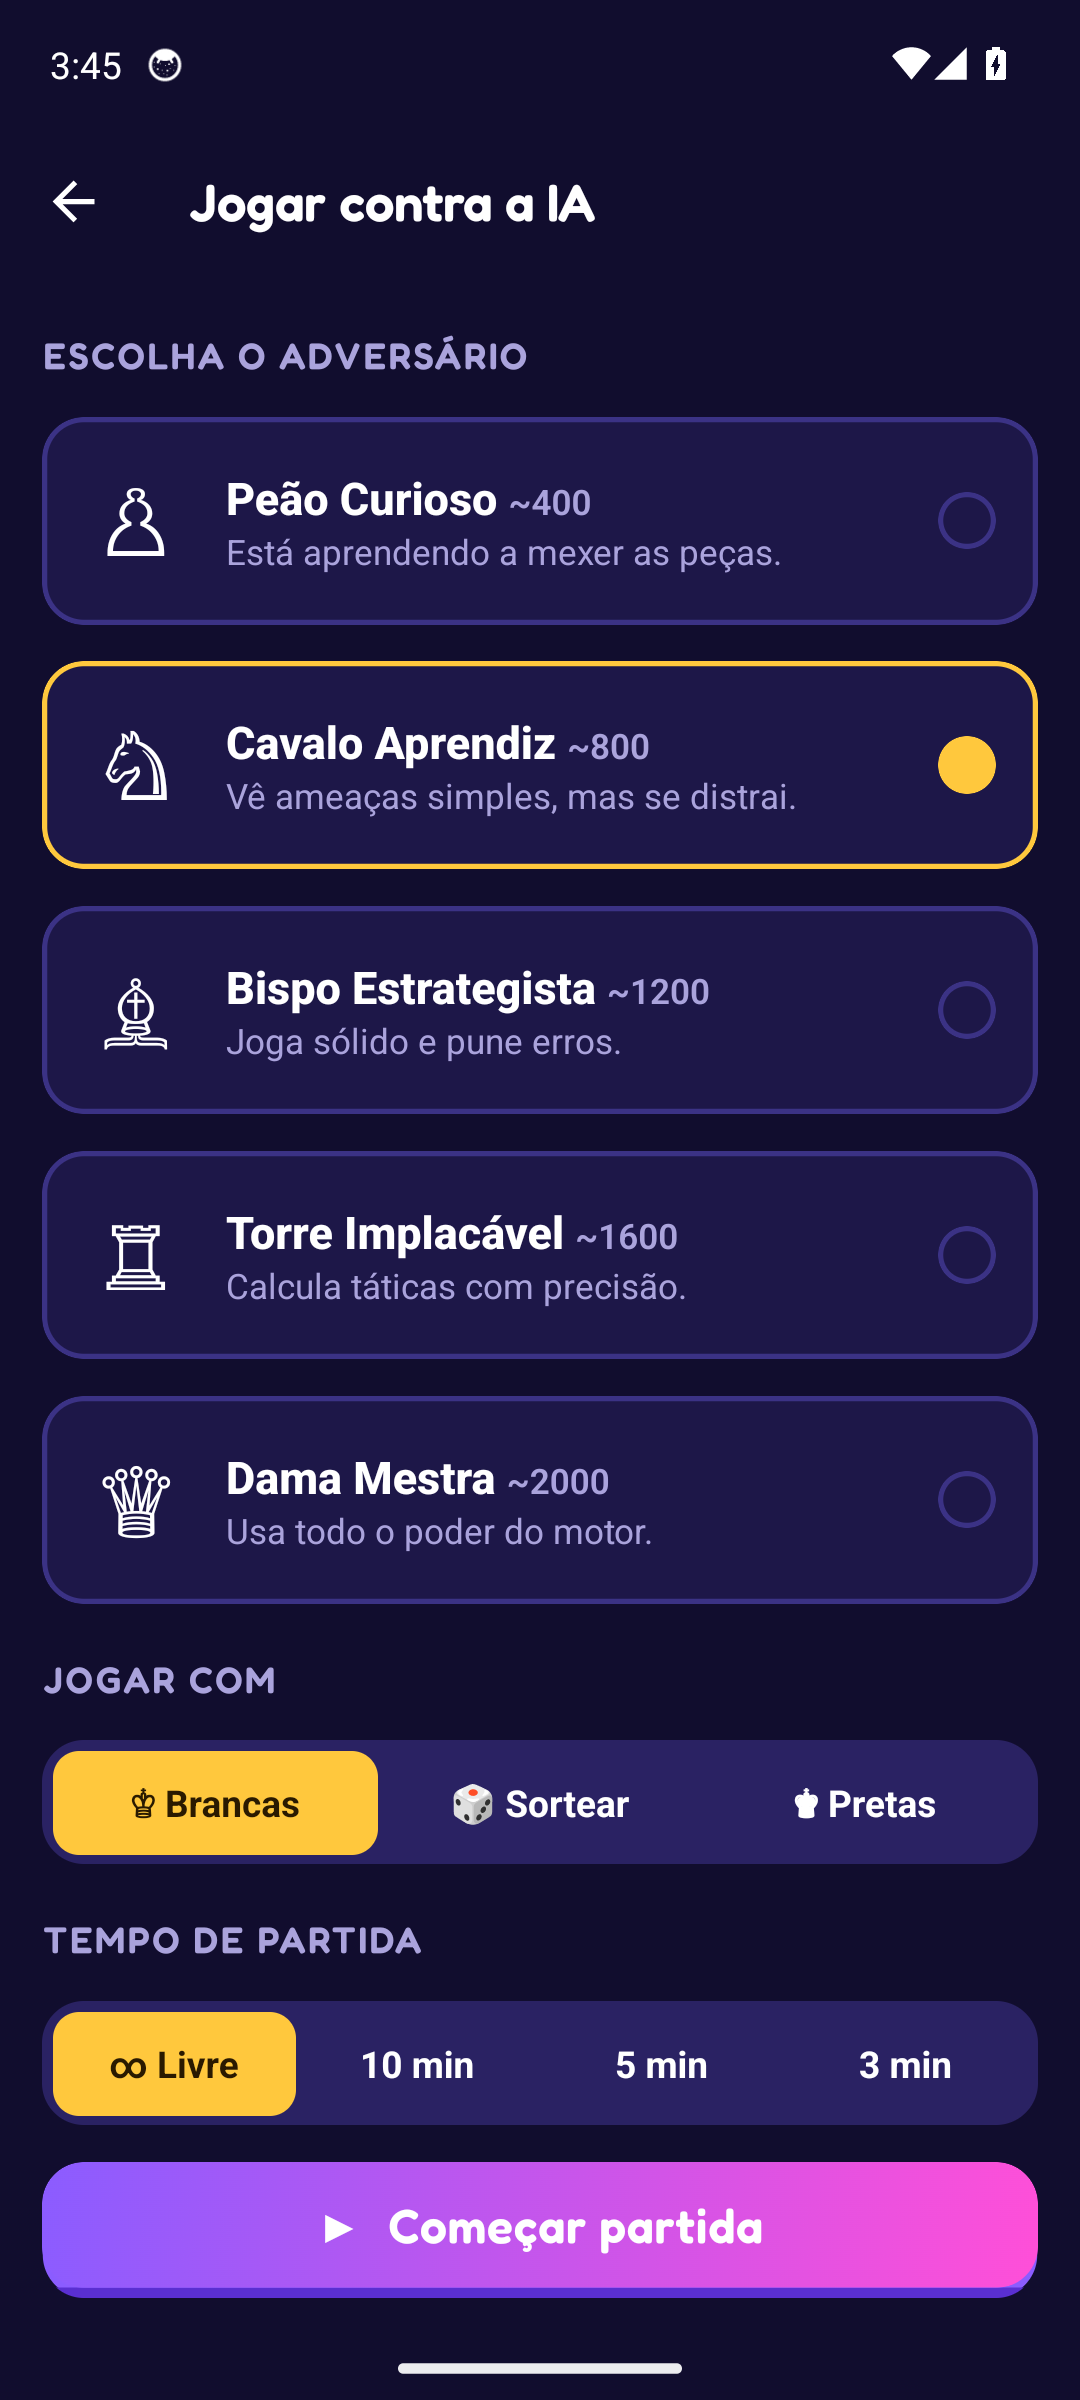 3:45
Jogar contra a IA
ESCOLHA O ADVERSÁRIO
Peão Curioso ~400
Está aprendendo a mexer as peças.
Cavalo Aprendiz ~800
Vê ameaças simples, mas se distrai.
Bispo Estrategista ~1200
Joga sólido e pune erros.
Torre Implacável ~1600
Calcula táticas com precisão.
Dama Mestra ~2000
Usa todo o poder do motor.
JOGAR COM
♔ Brancas 🎲 Sortear ♚ Pretas
TEMPO DE PARTIDA
∞ Livre 10 min 5 min 3 min
▶ Começar partida